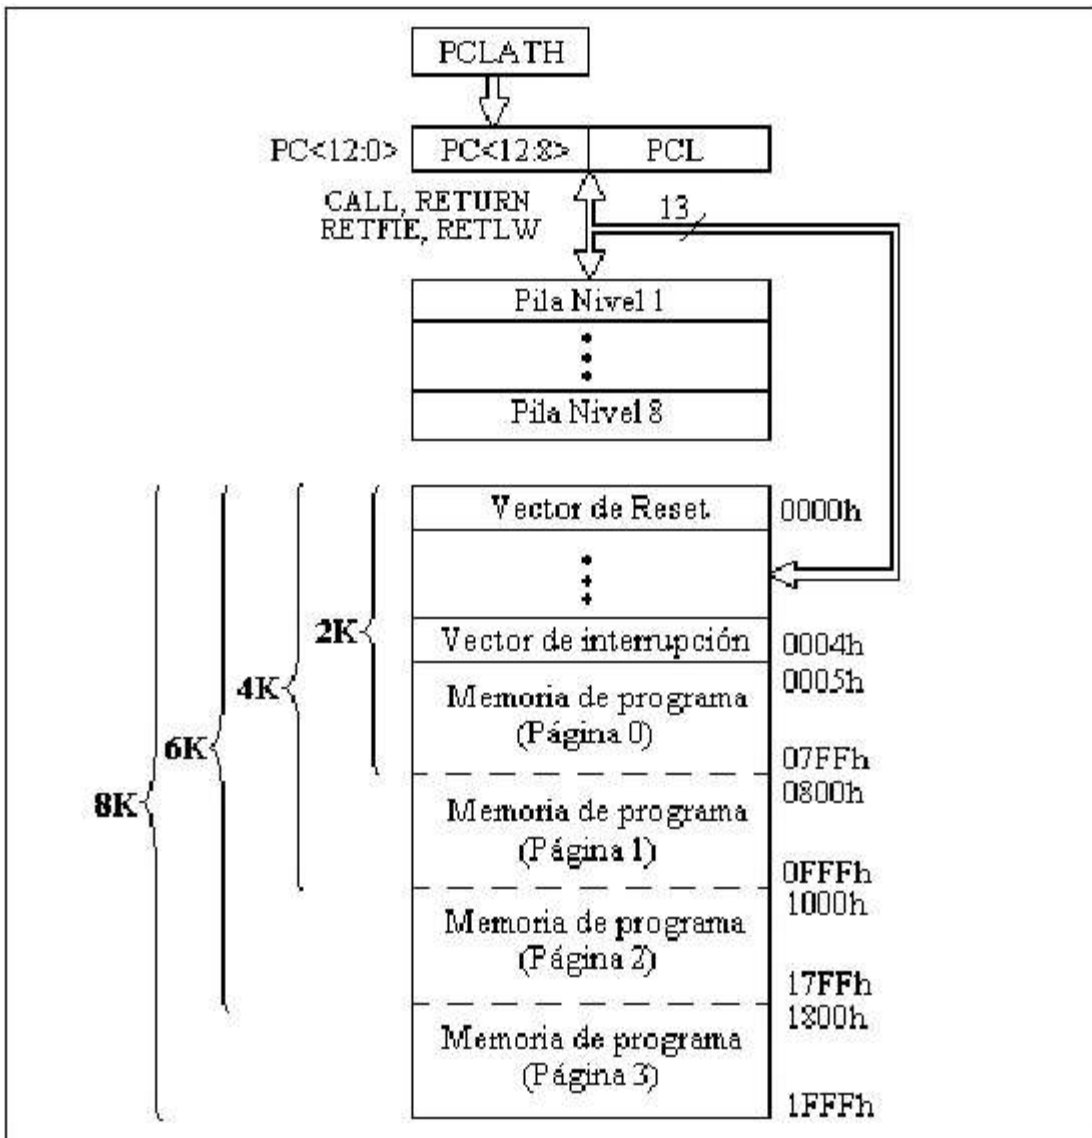 PCLATH
PC<12:0>
PC<12:8>
PCL
CALL, RETURN
RETFIE, RETLW
13
Pila Nivel 1
Pila Nivel 8
Vector de Reset
0000h
2K
Vector de interrupción
0004h
0005h
4K
Memoria de programa
(Página 0)
6K
07FFh
0800h
8K
Memoria de programa
(Página 1)
0FFFh
1000h
Memoria de programa
(Página 2)
17FFh
1800h
Memoria de programa
(Página 3)
1FFFh